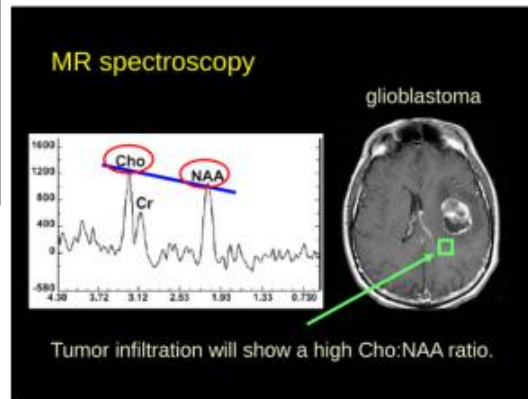 MR spectroscopy
glioblastoma
1600
1200
800
400
0
-580
Cho
NAA
Cr
4.30 3.72 3.12 2.53 1.93 1.33 0.730
Tumor infiltration will show a high Cho:NAA ratio.